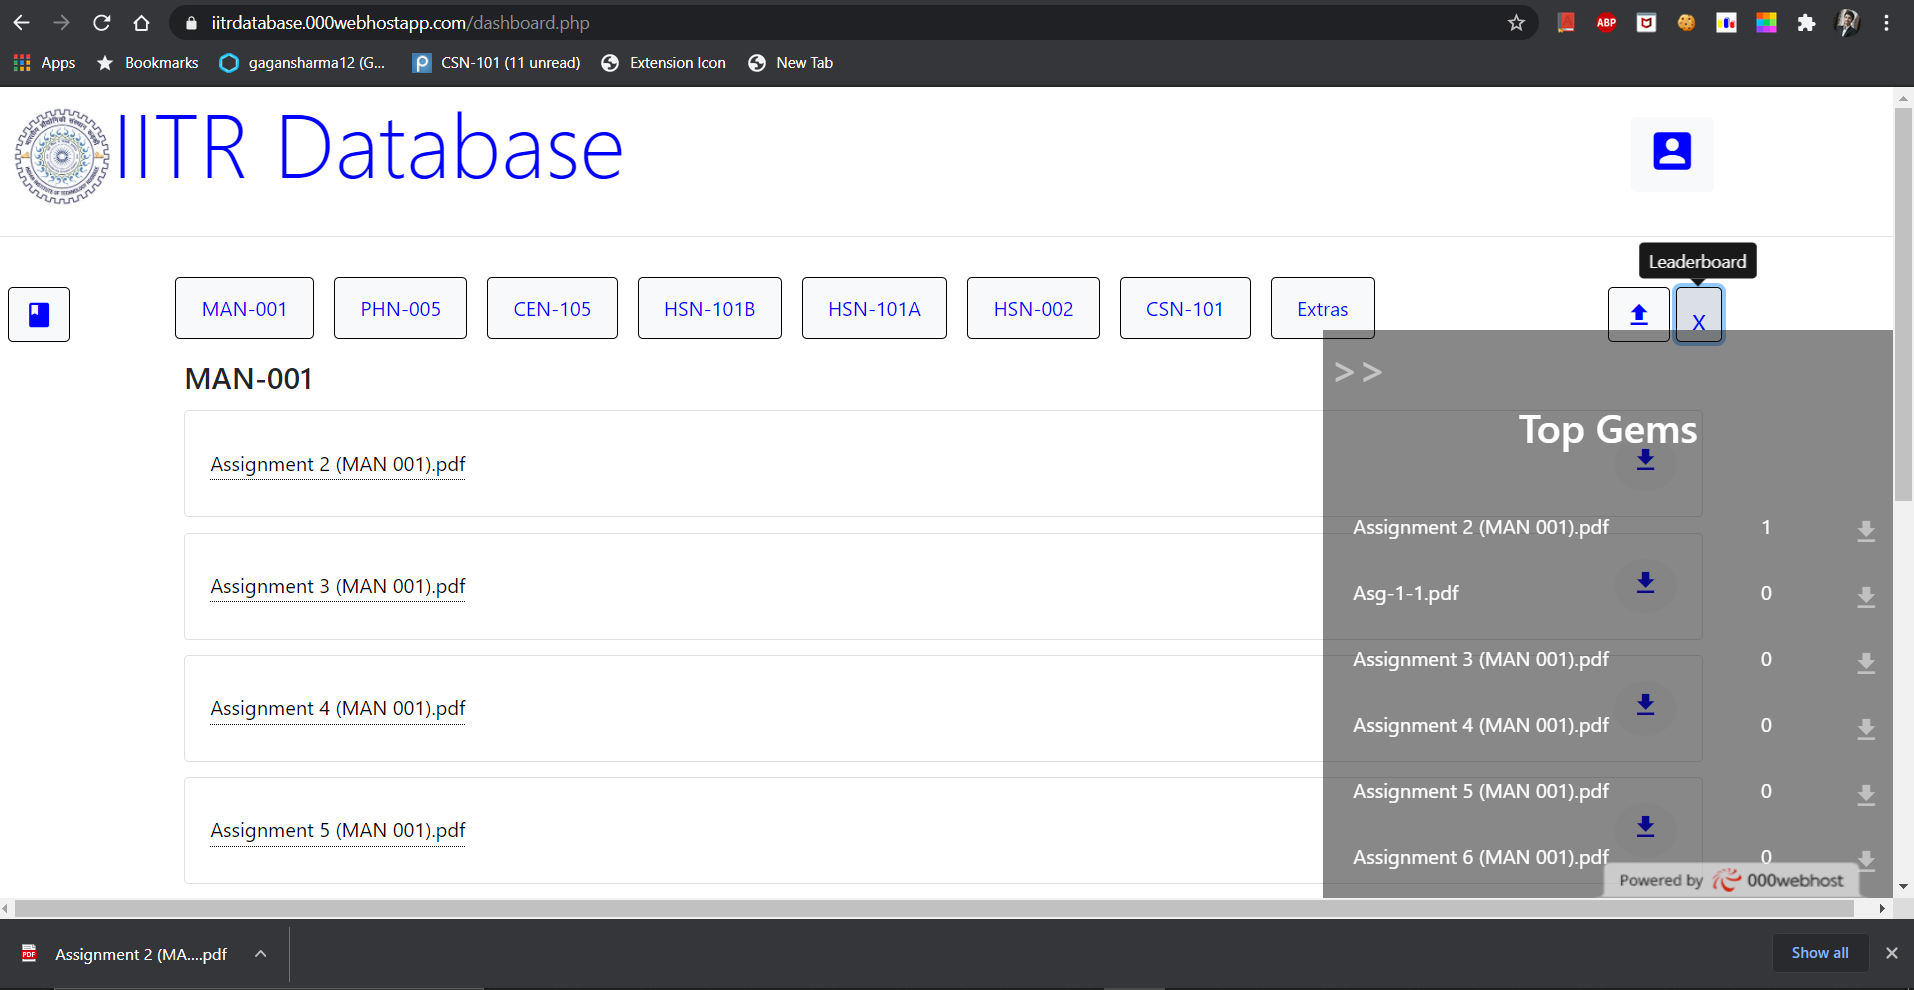 iitrdatabase.000webhostapp.com/dashboard.php
ABP
Apps
Bookmarks
gagansharma12 (G...
CSN-101 (11 unread)
Extension Icon
New Tab
IITR Database
Leaderboard
MAN-001
PHN-005
CEN-105
HSN-101B
HSN-101A
HSN-002
CSN-101
Extras
X
MAN-001
Assignment 2 (MAN 001).pdf
Assignment 3 (MAN 001).pdf
Assignment 4 (MAN 001).pdf
Assignment 5 (MAN 001).pdf
>>
Top Gems
Assignment 2 (MAN 001).pdf 1
Asg-1-1.pdf 0
Assignment 3 (MAN 001).pdf 0
Assignment 4 (MAN 001).pdf 0
Assignment 5 (MAN 001).pdf 0
Assignment 6 (MAN 001).pdf 0
Powered by 000webhost
PDF
Assignment 2 (MA....pdf
Show all